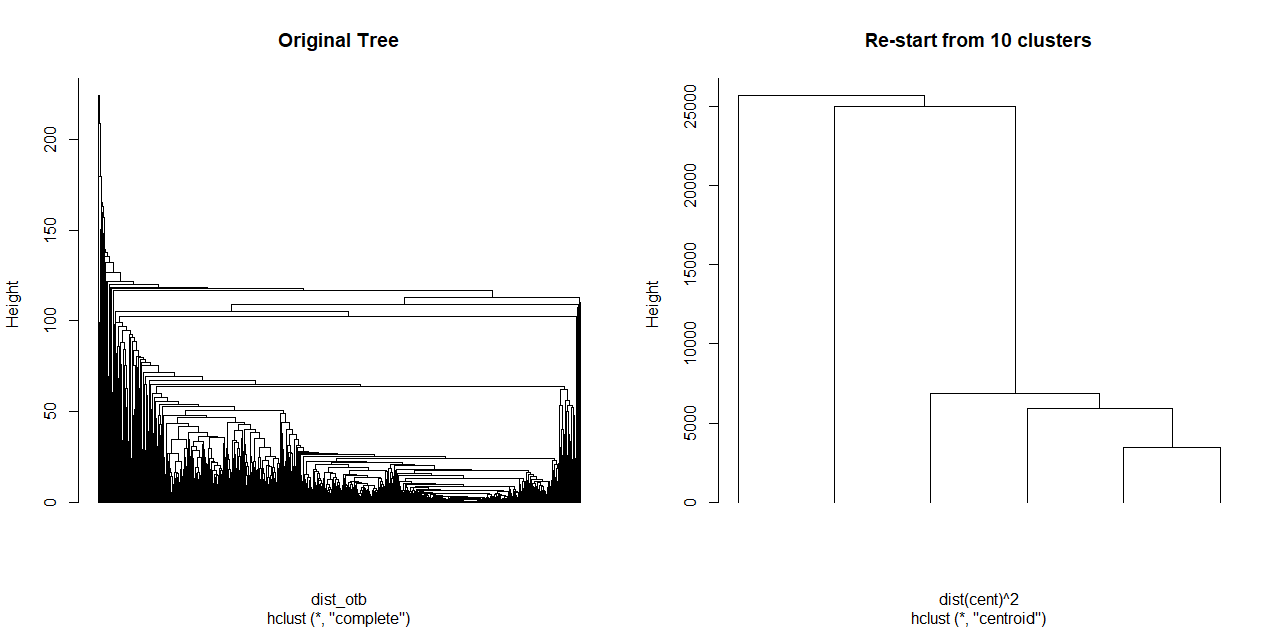 Original Tree
Height
0
50
100
150
200
dist_otb
hclust (*, "complete")
Re-start from 10 clusters
Height
0
5000
10000
15000
20000
25000
dist(cent)^2
hclust (*, "centroid")